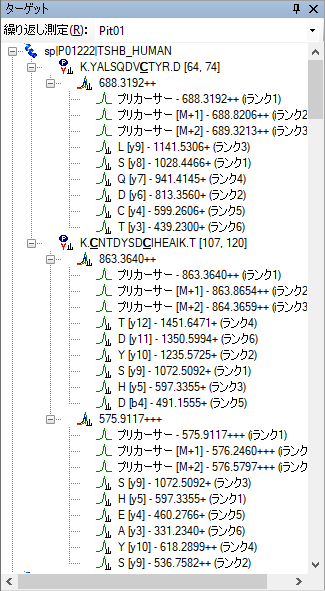 ターゲット
繰り返し測定(R): Pit01
sp|P01222|TSHB_HUMAN
K.YALSQDVCTYR.D [64, 74]
688.3192++
プリカーサー - 688.3192++ (ランク1)
プリカーサー [M+1] - 688.8206++ (ランク2
プリカーサー [M+2] - 689.3213++ (ランク3
L [y9] - 1141.5306+ (ランク3)
S [y8] - 1028.4466+ (ランク1)
Q [y7] - 941.4145+ (ランク4)
D [y6] - 813.3560+ (ランク2)
C [y4] - 599.2606+ (ランク5)
T [y3] - 439.2300+ (ランク6)
K.CNTDYSDCIHEAIK.T [107, 120]
863.3640++
プリカーサー - 863.3640++ (ランク1)
プリカーサー [M+1] - 863.8654++ (ランク2
プリカーサー [M+2] - 864.3659++ (ランク3
T [y12] - 1451.6471+ (ランク4)
D [y11] - 1350.5994+ (ランク6)
Y [y10] - 1235.5725+ (ランク2)
S [y9] - 1072.5092+ (ランク1)
H [y5] - 597.3355+ (ランク3)
D [b4] - 491.1555+ (ランク5)
575.9117+++
プリカーサー - 575.9117+++ (ランク1)
プリカーサー [M+1] - 576.2460+++ (ランク
プリカーサー [M+2] - 576.5797+++ (ランク
S [y9] - 1072.5092+ (ランク3)
H [y5] - 597.3355+ (ランク1)
E [y4] - 460.2766+ (ランク5)
A [y3] - 331.2340+ (ランク6)
Y [y10] - 618.2899++ (ランク4)
S [y9] - 536.7582++ (ランク2)